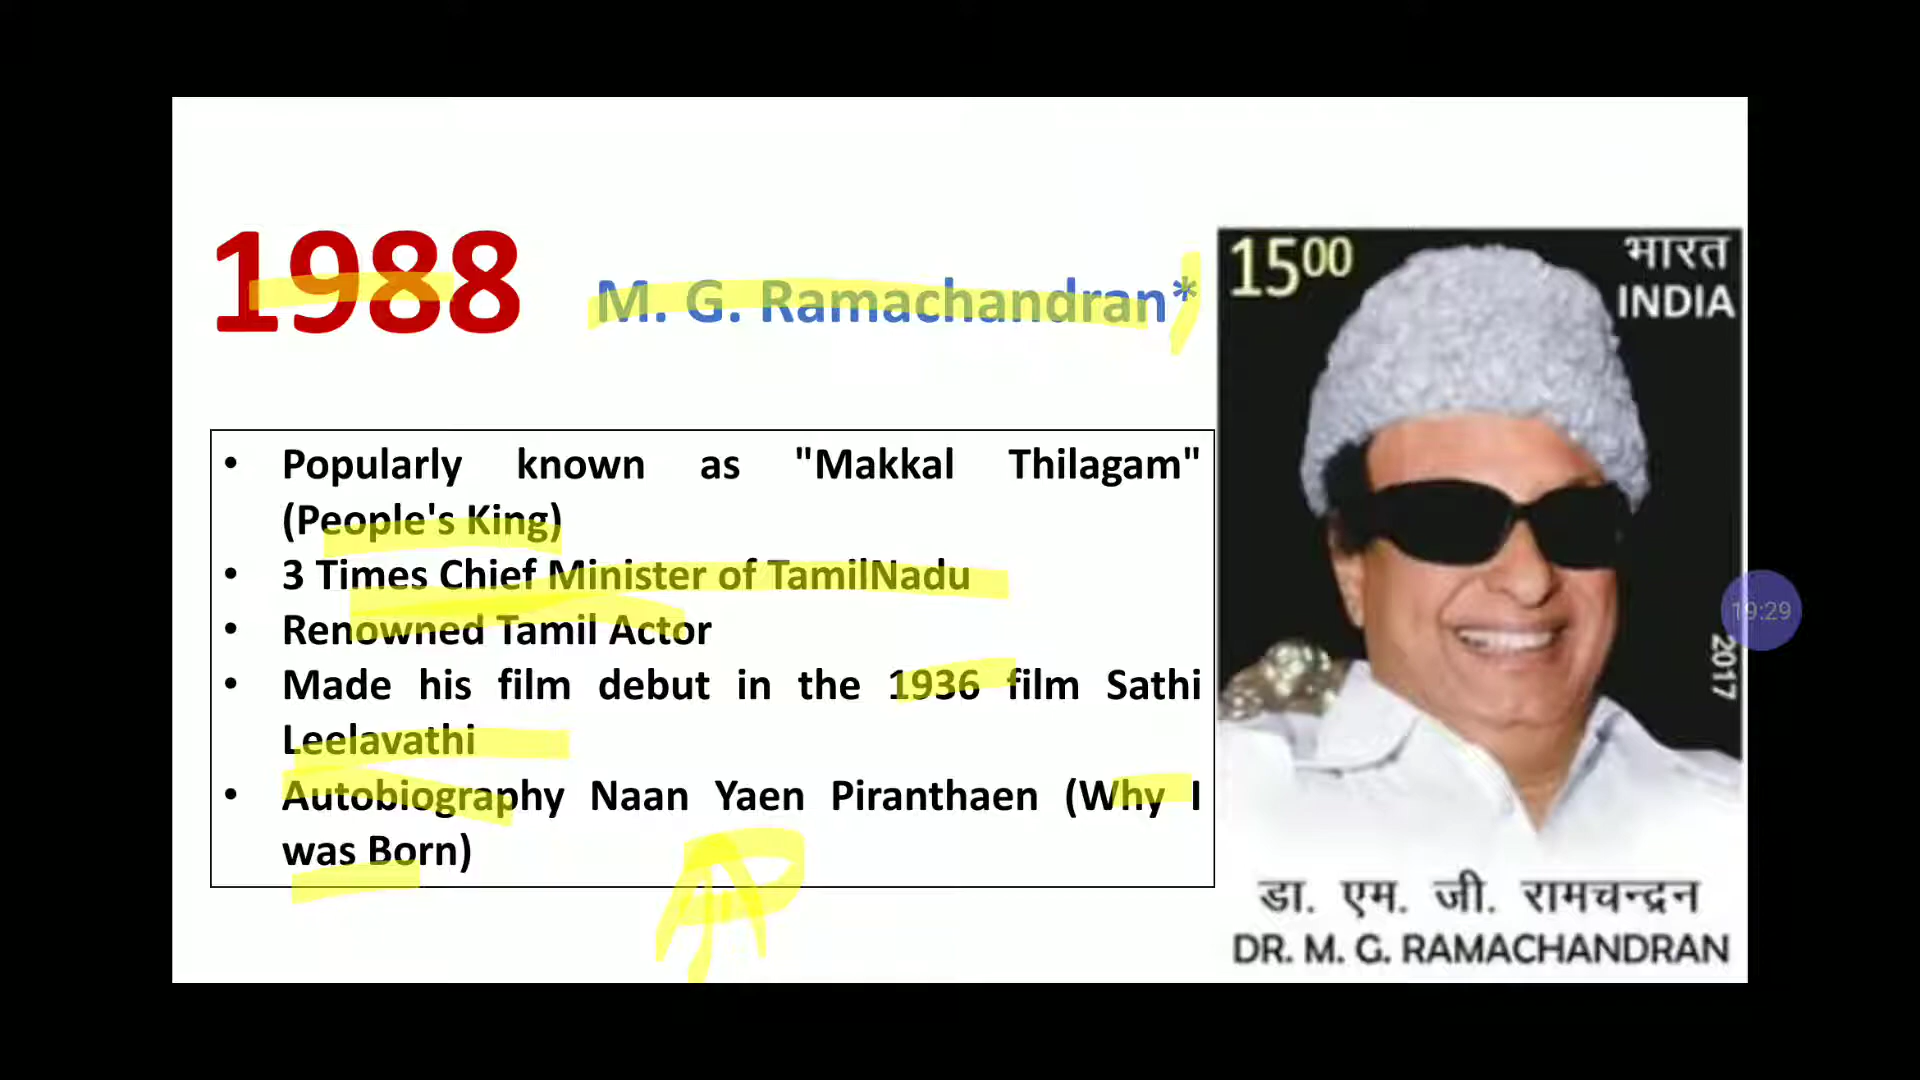 1988
M. G. Ramachandran*
• Popularly known as "Makkal Thilagam"
(People's King)
• 3 Times Chief Minister of TamilNadu
• Renowned Tamil Actor
• Made his film debut in the 1936 film Sathi
Leelavathi
• Autobiography Naan Yaen Piranthaen (Why I
was Born)
1500
भारत
INDIA
19:29
2017
डा. एम. जी. रामचन्द्रन
DR. M. G. RAMACHANDRAN